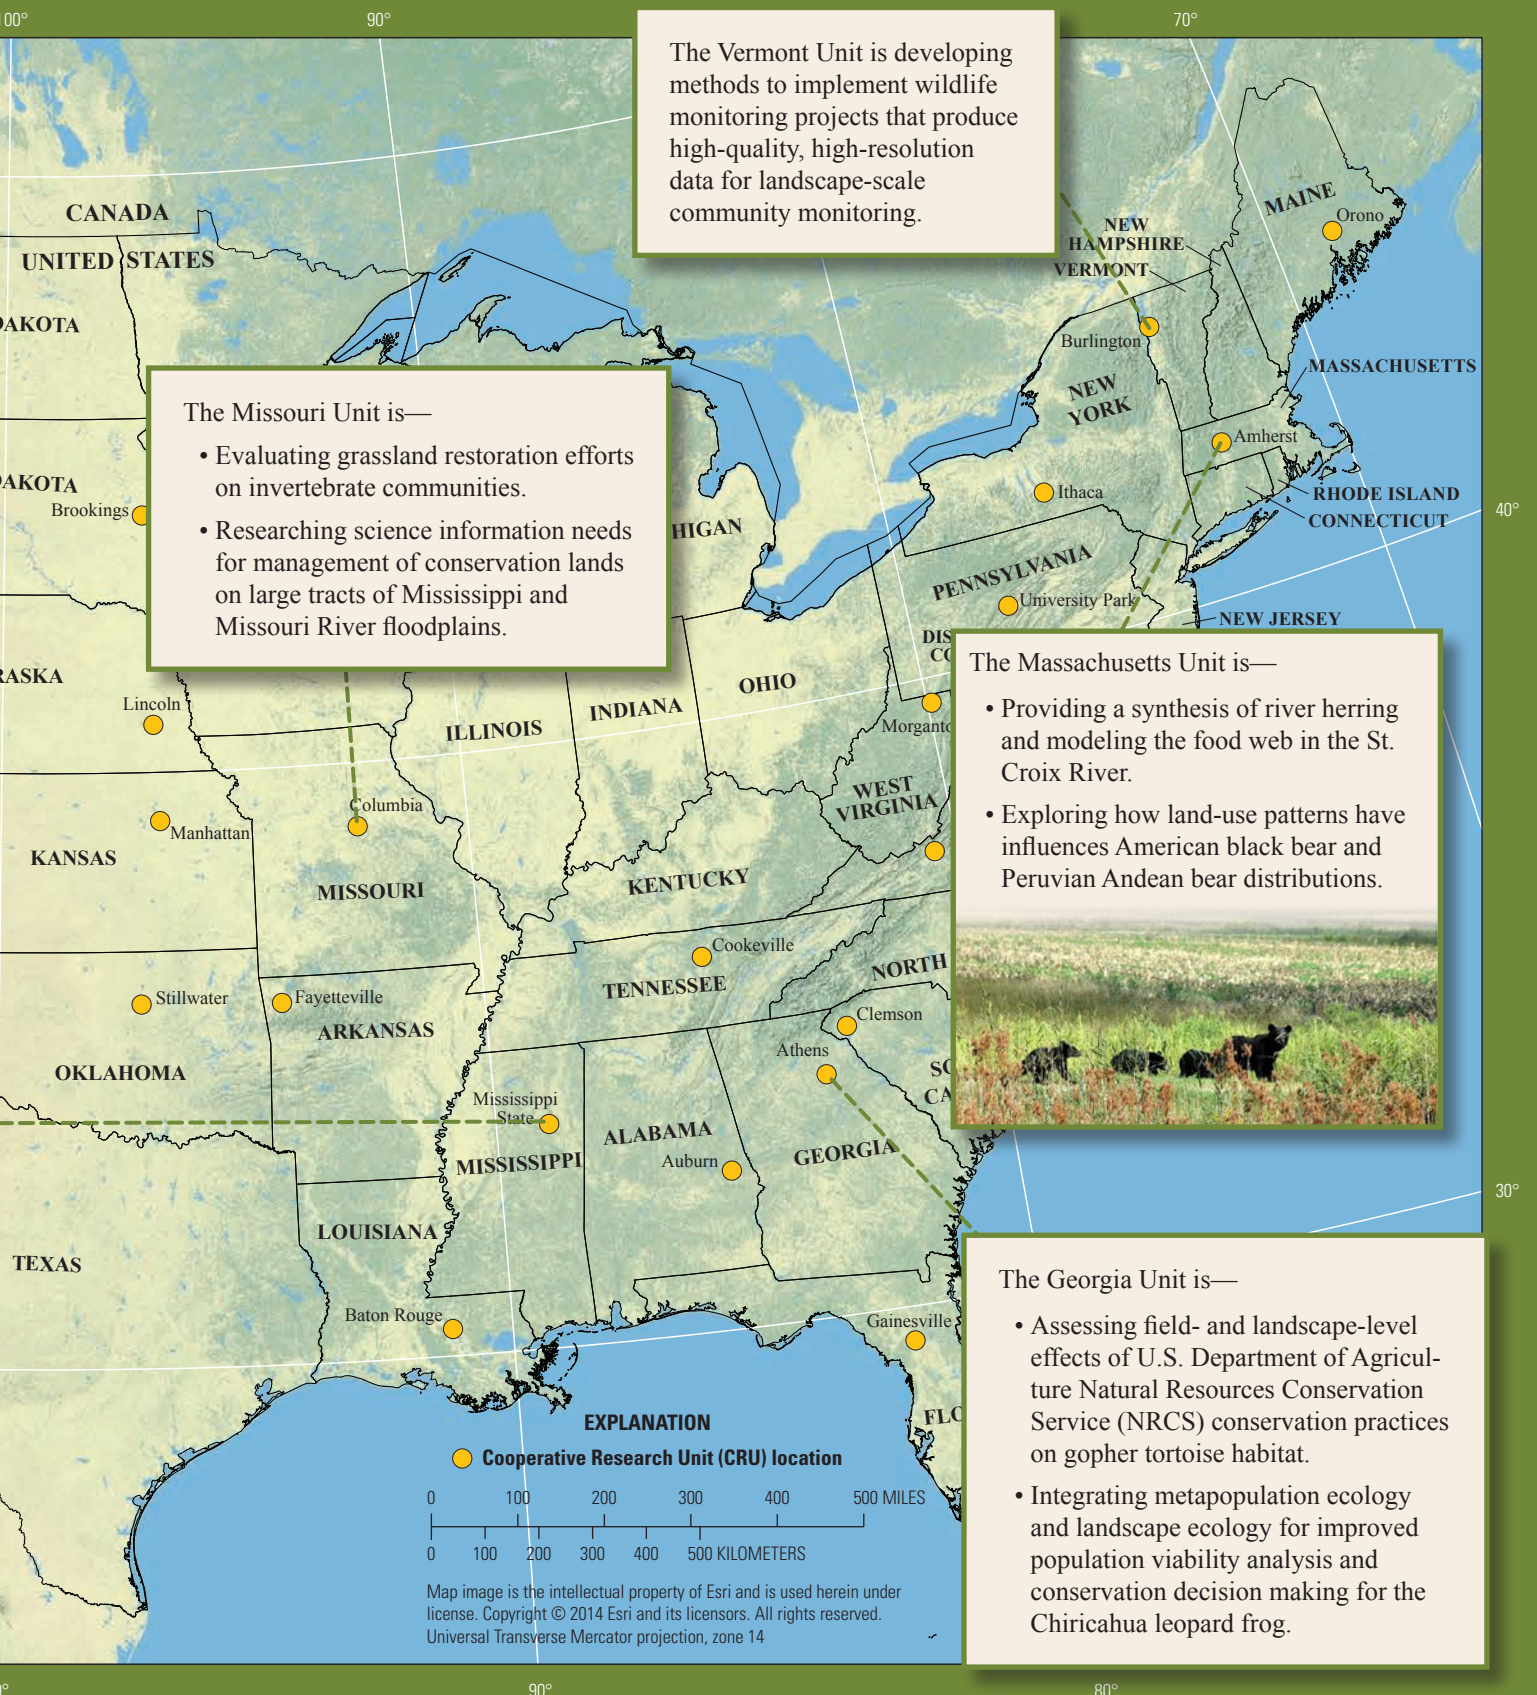 100°
90°
70°
The Vermont Unit is developing
methods to implement wildlife
monitoring projects that produce
high-quality, high-resolution
data for landscape-scale
community monitoring.
CANADA
UNITED STATES
MAINE
Orono
NEW
HAMPSHIRE
VERMONT
Burlington
NEW
YORK
MASSACHUSETTS
Amherst
Ithaca
RHODE ISLAND
CONNECTICUT
40°
DAKOTA
The Missouri Unit is—
• Evaluating grassland restoration efforts
on invertebrate communities.
• Researching science information needs
for management of conservation lands
on large tracts of Mississippi and
Missouri River floodplains.
DAKOTA
Brookings
HIGAN
PENNSYLVANIA
University Park
NEW JERSEY
DIS
CO
The Massachusetts Unit is—
• Providing a synthesis of river herring
and modeling the food web in the St.
Croix River.
• Exploring how land-use patterns have
influences American black bear and
Peruvian Andean bear distributions.
RASKA
Lincoln
ILLINOIS
INDIANA
OHIO
Morganto
Columbia
Manhattan
KANSAS
MISSOURI
WEST
VIRGINIA
KENTUCKY
Cookeville
TENNESSEE
NORTH
Stillwater
Fayetteville
ARKANSAS
Clemson
Athens
OKLAHOMA
SO
CA
Mississippi
State
MISSISSIPPI
ALABAMA
Auburn
GEORGIA
30°
LOUISIANA
TEXAS
Baton Rouge
Gainesville
FLO
The Georgia Unit is—
• Assessing field- and landscape-level
effects of U.S. Department of Agricul-
ture Natural Resources Conservation
Service (NRCS) conservation practices
on gopher tortoise habitat.
• Integrating metapopulation ecology
and landscape ecology for improved
population viability analysis and
conservation decision making for the
Chiricahua leopard frog.
EXPLANATION
Cooperative Research Unit (CRU) location
0 100 200 300 400 500 MILES
0 100 200 300 400 500 KILOMETERS
Map image is the intellectual property of Esri and is used herein under
license. Copyright © 2014 Esri and its licensors. All rights reserved.
Universal Transverse Mercator projection, zone 14
90°
80°